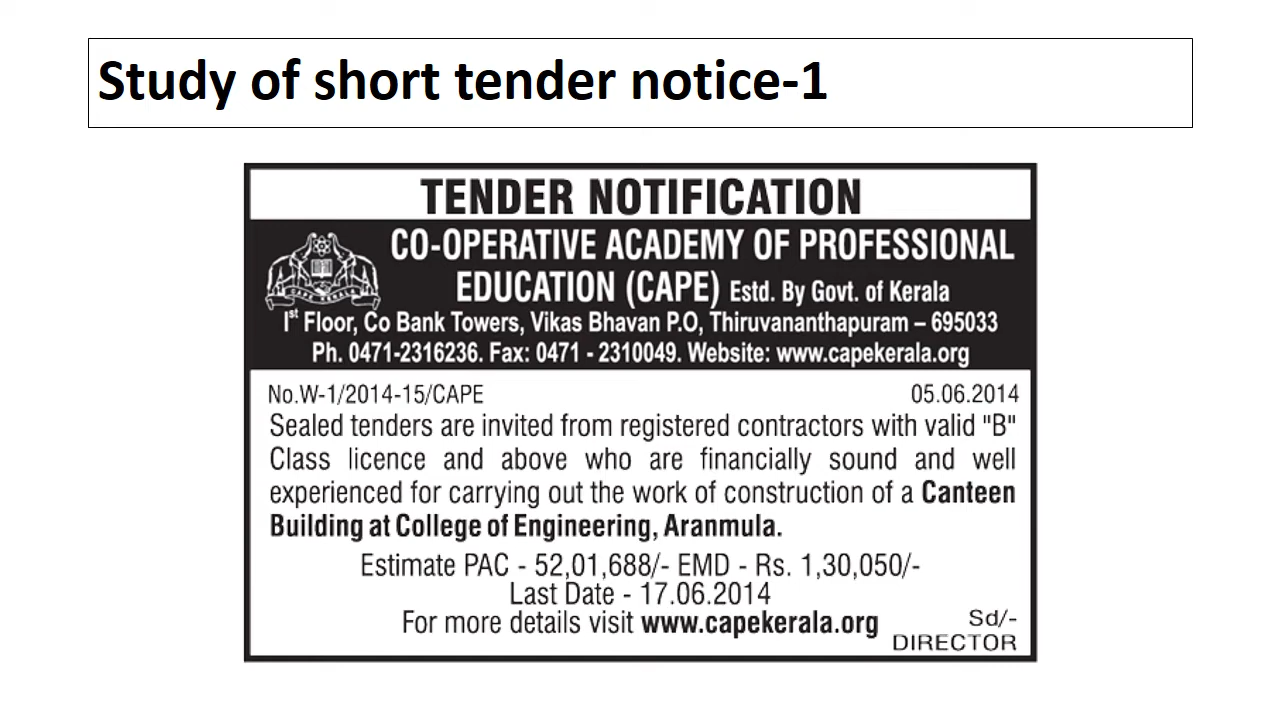 Study of short tender notice-1
TENDER NOTIFICATION
CO-OPERATIVE ACADEMY OF PROFESSIONAL
EDUCATION (CAPE) Estd. By Govt. of Kerala
CAPE KERALA
Ist Floor, Co Bank Towers, Vikas Bhavan P.O, Thiruvananthapuram – 695033
Ph. 0471-2316236. Fax: 0471 - 2310049. Website: www.capekerala.org
No.W-1/2014-15/CAPE 05.06.2014
Sealed tenders are invited from registered contractors with valid "B"
Class licence and above who are financially sound and well
experienced for carrying out the work of construction of a Canteen
Building at College of Engineering, Aranmula.
Estimate PAC - 52,01,688/- EMD - Rs. 1,30,050/-
Last Date - 17.06.2014
For more details visit www.capekerala.org
Sd/-
DIRECTOR